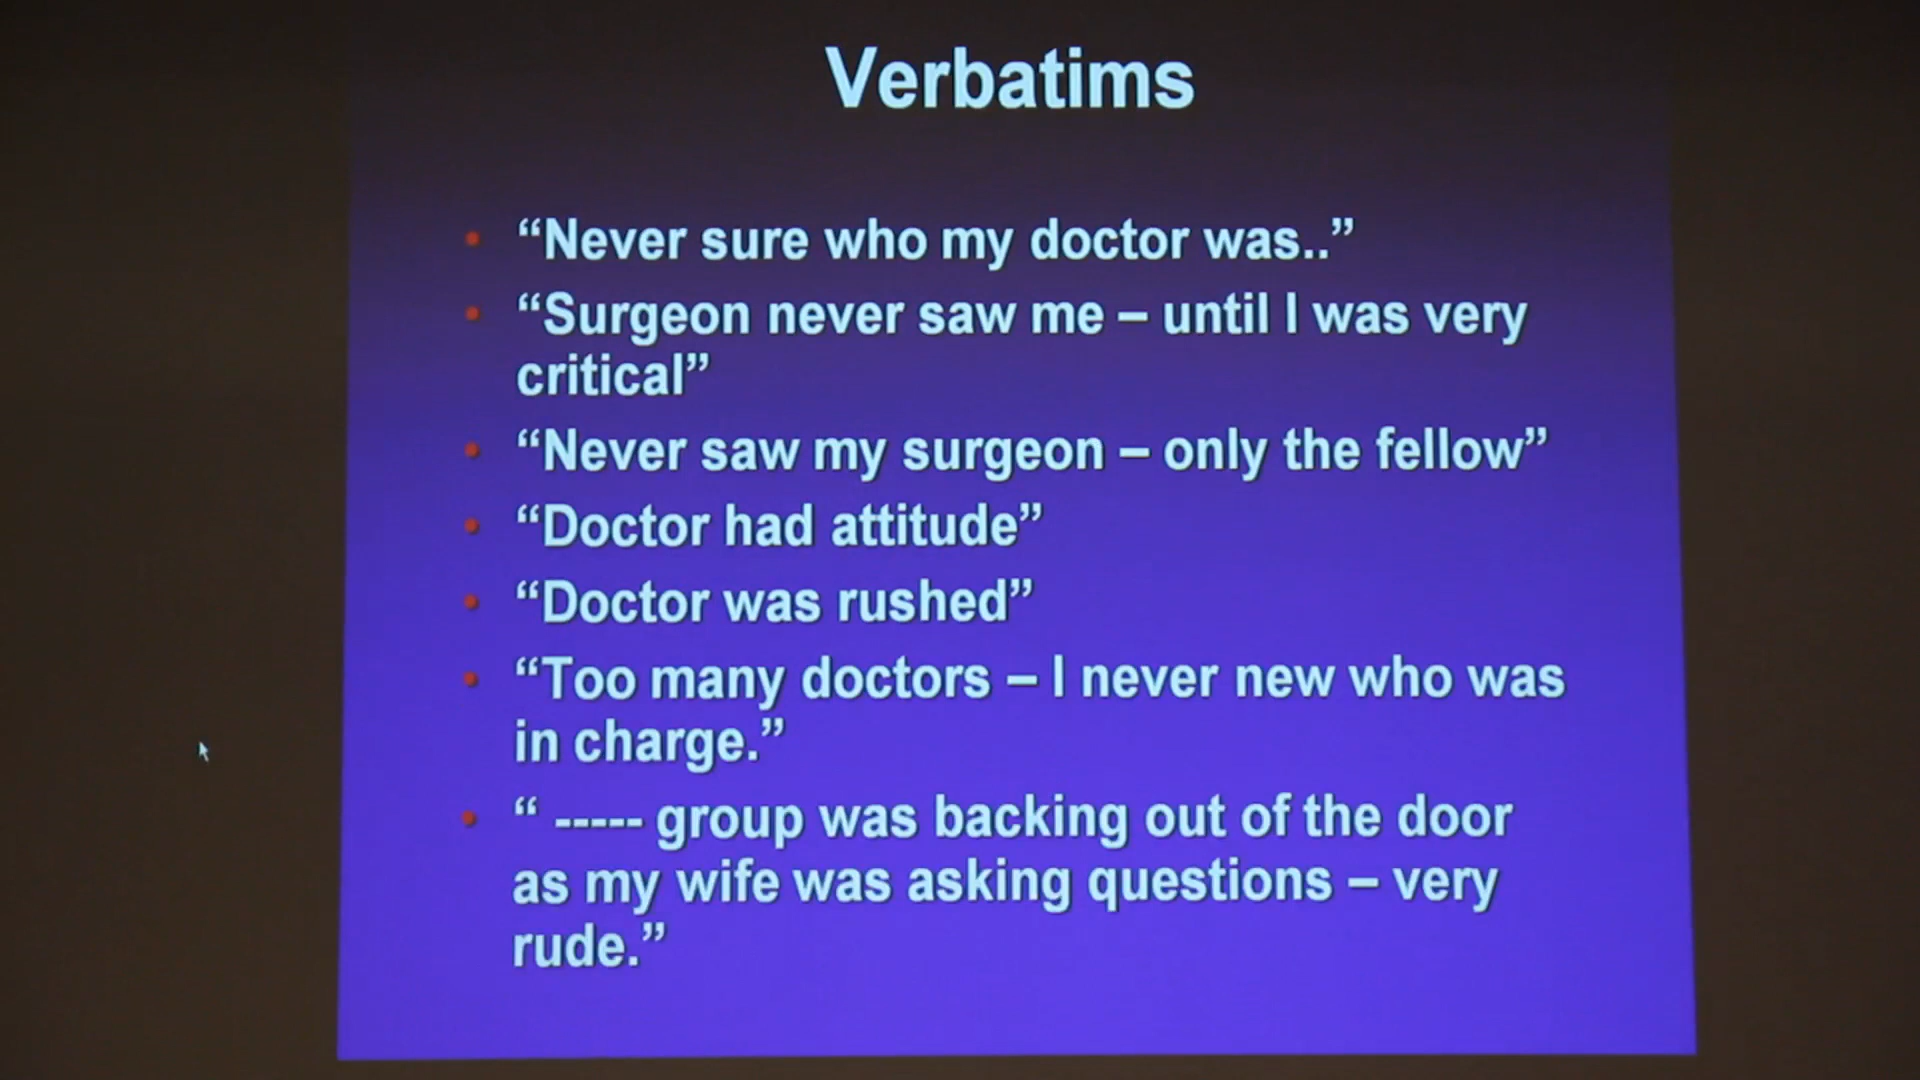 Verbatims
• “Never sure who my doctor was..”
• “Surgeon never saw me – until I was very
critical”
• “Never saw my surgeon – only the fellow”
• “Doctor had attitude”
• “Doctor was rushed”
• “Too many doctors – I never new who was
in charge.”
• “ ----- group was backing out of the door
as my wife was asking questions – very
rude.”